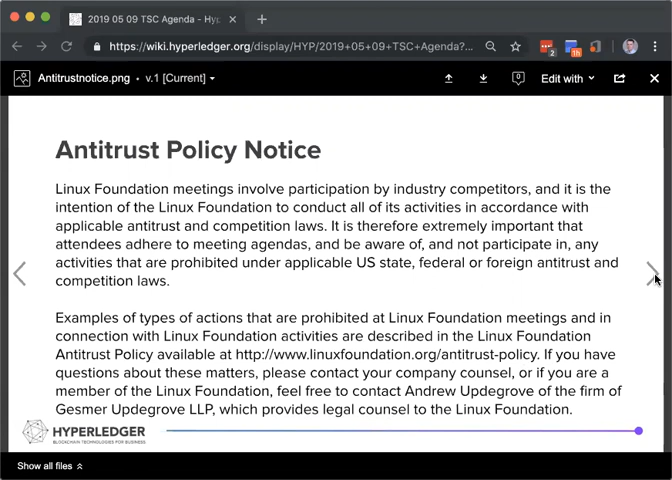 2019 05 09 TSC Agenda - Hyp
https://wiki.hyperledger.org/display/HYP/2019+05+09+TSC+Agenda?...
2
1h
Antitrustnotice.png • v.1 [Current]
0
Edit with
Antitrust Policy Notice
Linux Foundation meetings involve participation by industry competitors, and it is the
intention of the Linux Foundation to conduct all of its activities in accordance with
applicable antitrust and competition laws. It is therefore extremely important that
attendees adhere to meeting agendas, and be aware of, and not participate in, any
activities that are prohibited under applicable US state, federal or foreign antitrust and
competition laws.
Examples of types of actions that are prohibited at Linux Foundation meetings and in
connection with Linux Foundation activities are described in the Linux Foundation
Antitrust Policy available at http://www.linuxfoundation.org/antitrust-policy. If you have
questions about these matters, please contact your company counsel, or if you are a
member of the Linux Foundation, feel free to contact Andrew Updegrove of the firm of
Gesmer Updegrove LLP, which provides legal counsel to the Linux Foundation.
HYPERLEDGER
BLOCKCHAIN TECHNOLOGIES FOR BUSINESS
Show all files